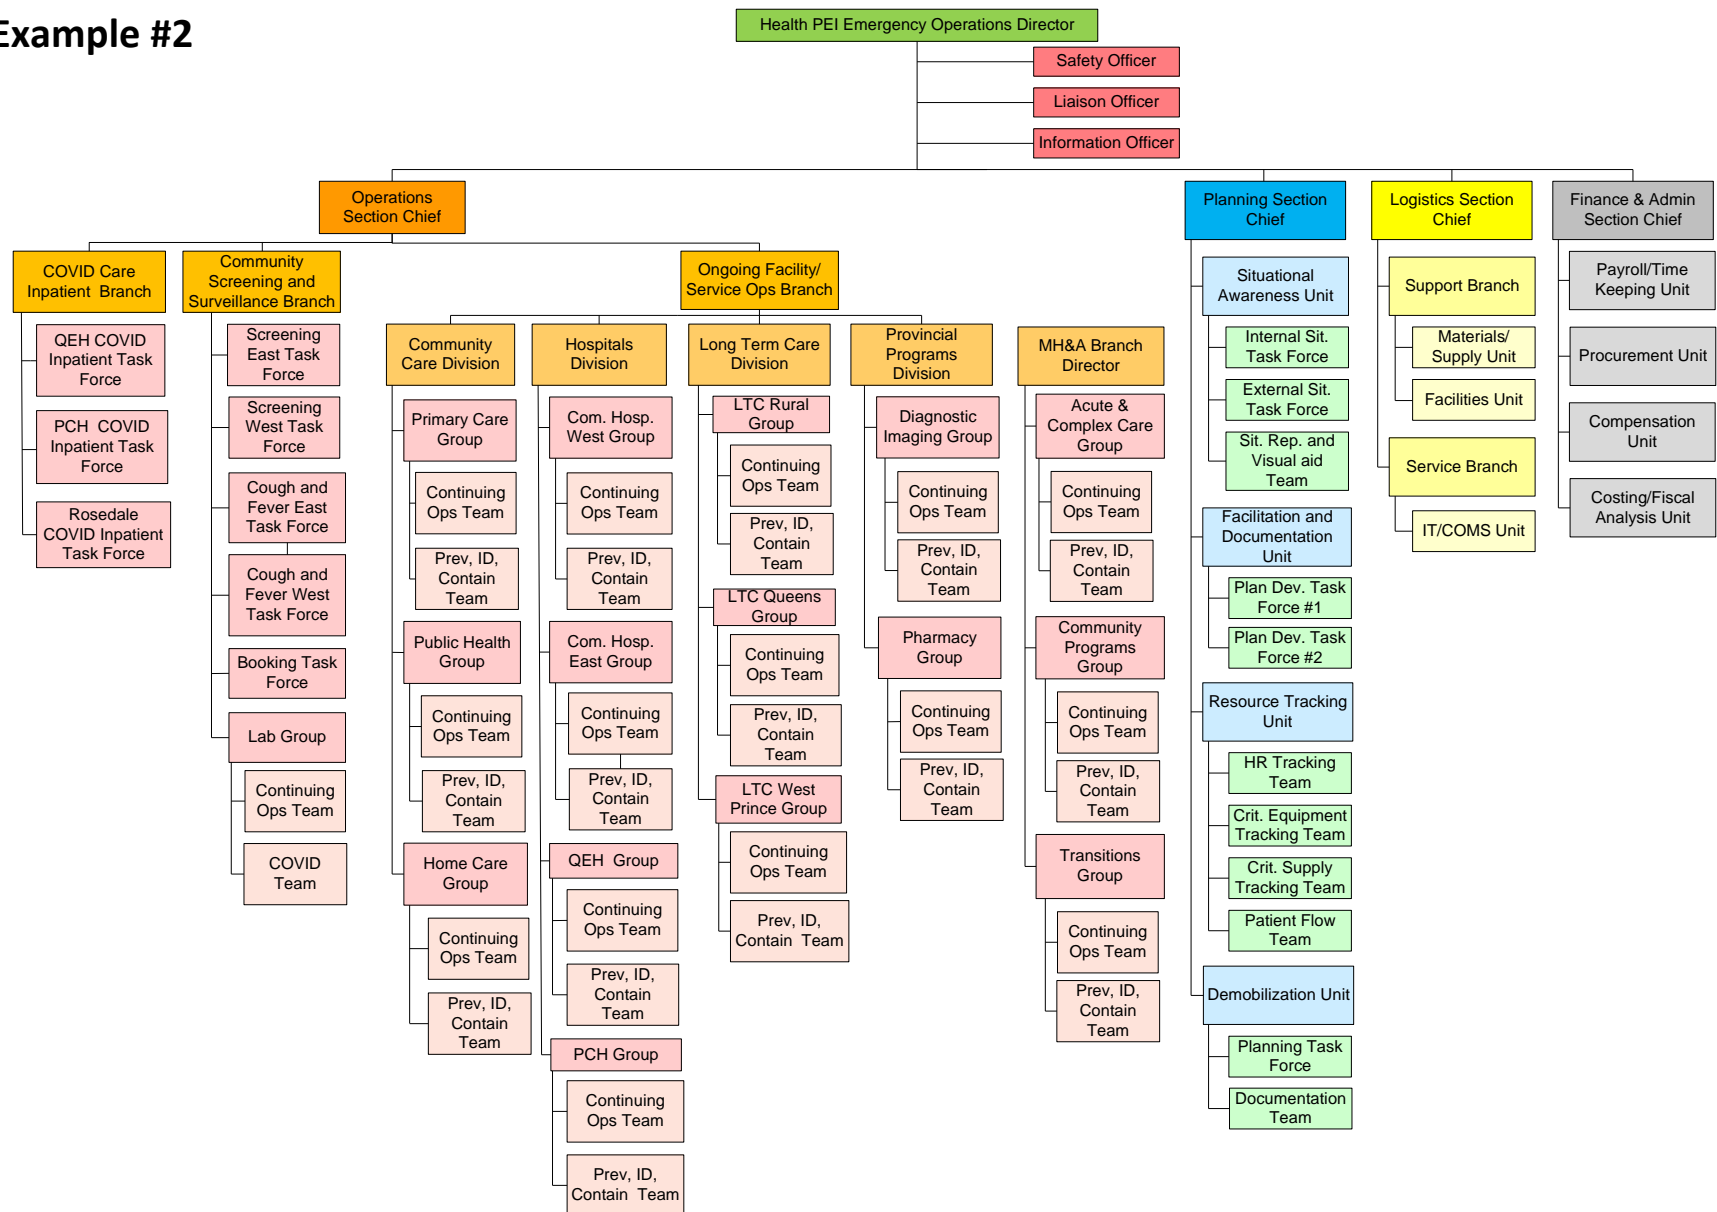 Example #2
Health PEI Emergency Operations Director
Safety Officer
Liaison Officer
Information Officer
Operations
Section Chief
COVID Care
Inpatient Branch
QEH COVID
Inpatient Task
Force
PCH COVID
Inpatient Task
Force
Rosedale
COVID Inpatient
Task Force
Community
Screening and
Surveillance Branch
Screening
East Task
Force
Screening
West Task
Force
Cough and
Fever East
Task Force
Cough and
Fever West
Task Force
Booking Task
Force
Lab Group
Continuing
Ops Team
COVID
Team
Ongoing Facility/
Service Ops Branch
Community
Care Division
Primary Care
Group
Continuing
Ops Team
Prev, ID,
Contain
Team
Public Health
Group
Continuing
Ops Team
Prev, ID,
Contain
Team
Home Care
Group
Continuing
Ops Team
Prev, ID,
Contain
Team
Hospitals
Division
Com. Hosp.
West Group
Continuing
Ops Team
Prev, ID,
Contain
Team
Com. Hosp.
East Group
Continuing
Ops Team
Prev, ID,
Contain
Team
QEH Group
Continuing
Ops Team
Prev, ID,
Contain
Team
PCH Group
Continuing
Ops Team
Prev, ID,
Contain Team
Long Term Care
Division
LTC Rural
Group
Continuing
Ops Team
Prev, ID,
Contain
Team
LTC Queens
Group
Continuing
Ops Team
Prev, ID,
Contain
Team
LTC West
Prince Group
Continuing
Ops Team
Prev, ID,
Contain Team
Provincial
Programs
Division
Diagnostic
Imaging Group
Continuing
Ops Team
Prev, ID,
Contain
Team
Pharmacy
Group
Continuing
Ops Team
Prev, ID,
Contain
Team
MH&A Branch
Director
Acute &
Complex Care
Group
Continuing
Ops Team
Prev, ID,
Contain
Team
Community
Programs
Group
Continuing
Ops Team
Prev, ID,
Contain
Team
Transitions
Group
Continuing
Ops Team
Prev, ID,
Contain
Team
Planning Section
Chief
Situational
Awareness Unit
Internal Sit.
Task Force
External Sit.
Task Force
Sit. Rep. and
Visual aid
Team
Facilitation and
Documentation
Unit
Plan Dev. Task
Force #1
Plan Dev. Task
Force #2
Resource Tracking
Unit
HR Tracking
Team
Crit. Equipment
Tracking Team
Crit. Supply
Tracking Team
Patient Flow
Team
Demobilization Unit
Planning Task
Force
Documentation
Team
Logistics Section
Chief
Support Branch
Materials/
Supply Unit
Facilities Unit
Service Branch
IT/COMS Unit
Finance & Admin
Section Chief
Payroll/Time
Keeping Unit
Procurement Unit
Compensation
Unit
Costing/Fiscal
Analysis Unit